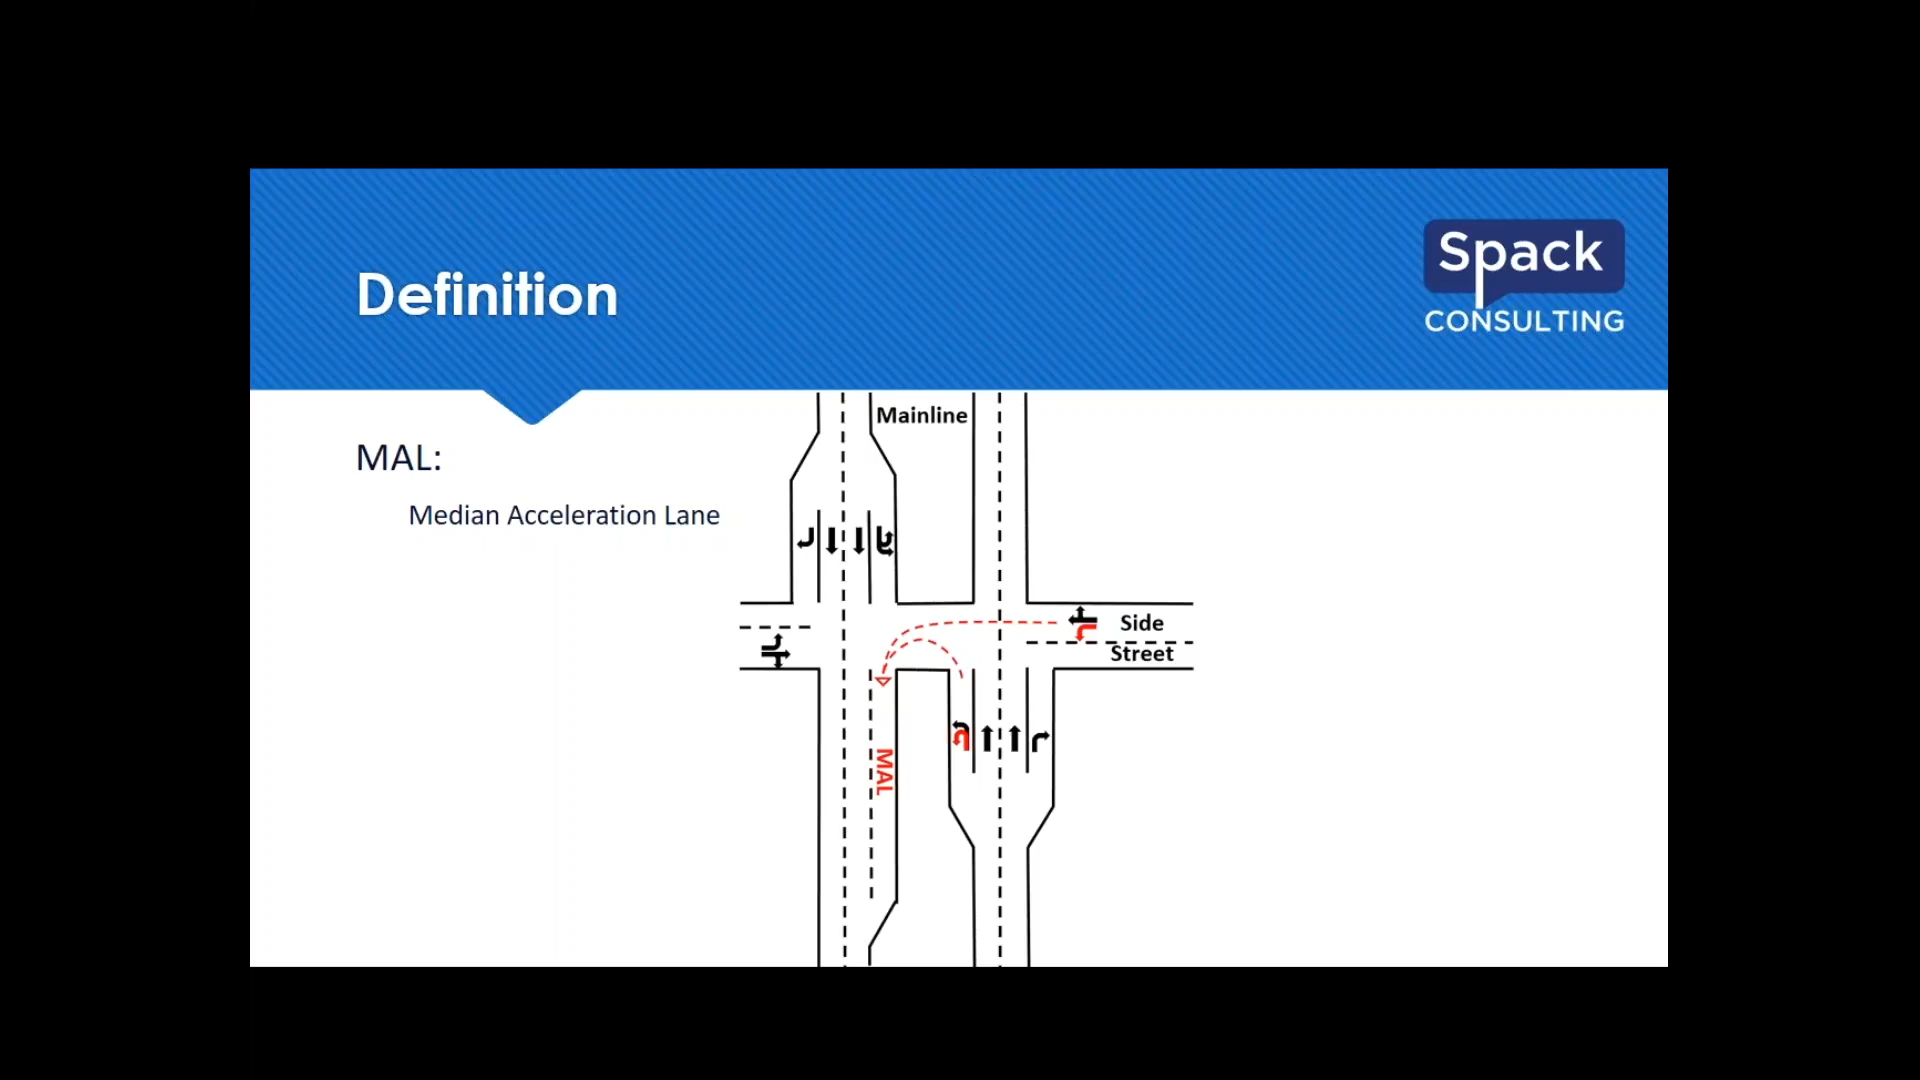 Definition
Spack
CONSULTING
MAL:
Median Acceleration Lane
Mainline
Side
Street
MAL